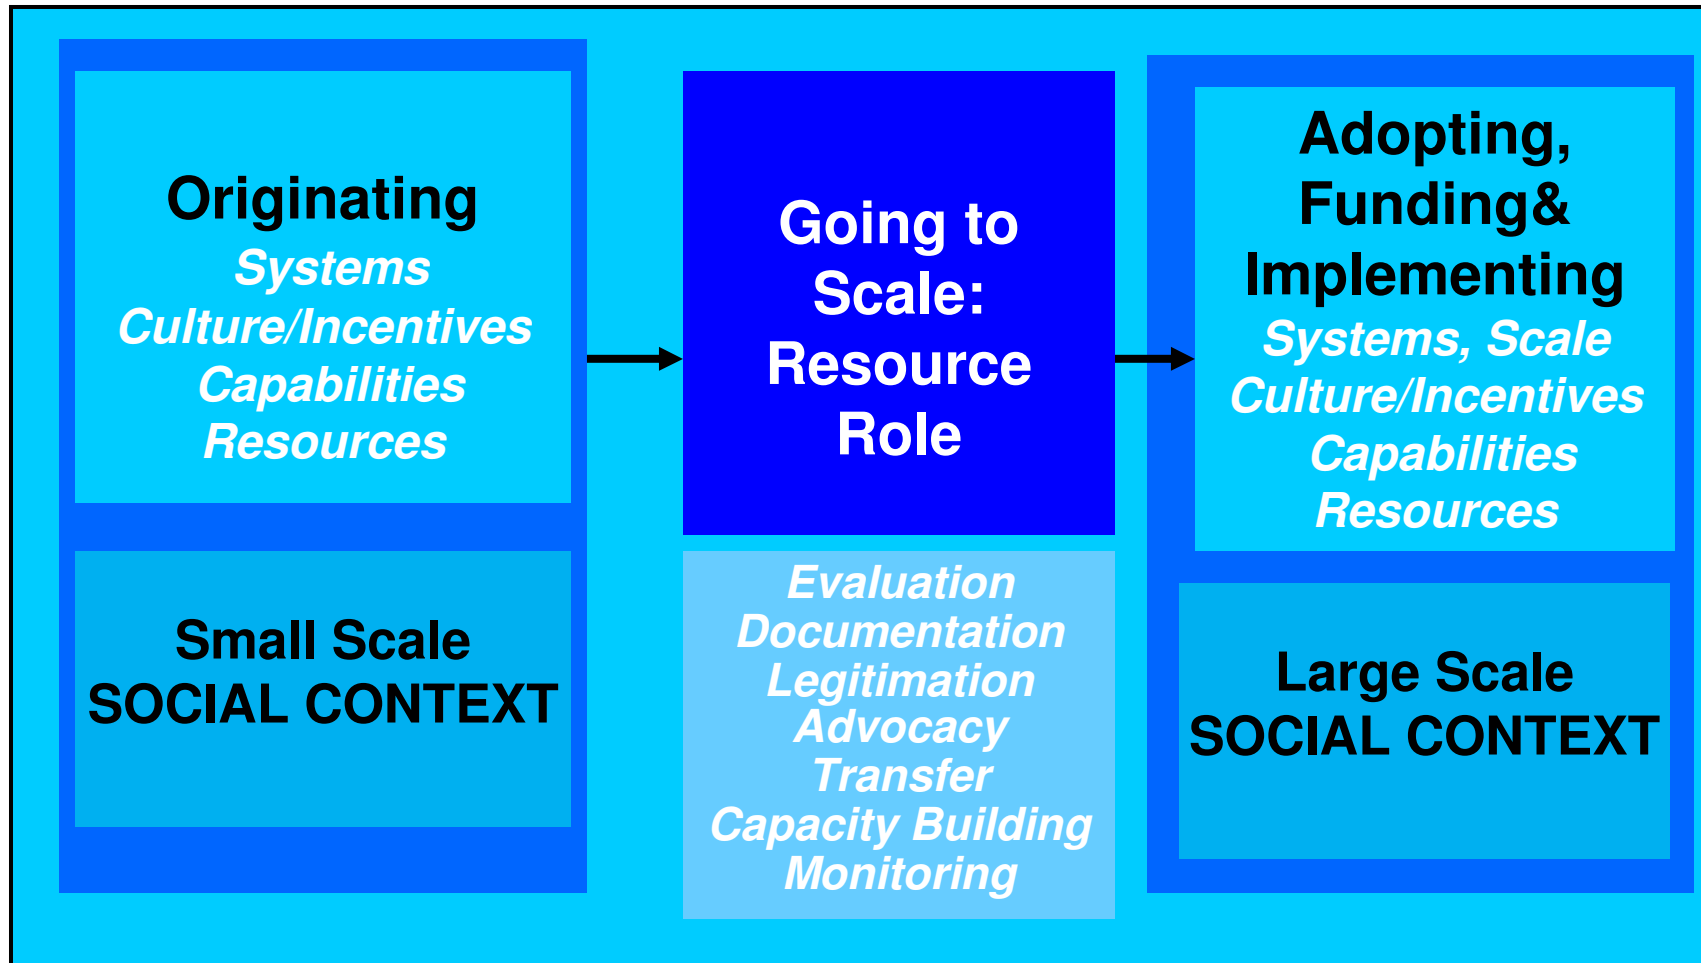 Originating
Systems
Culture/Incentives
Capabilities
Resources
Small Scale
SOCIAL CONTEXT
Going to
Scale:
Resource
Role
Evaluation
Documentation
Legitimation
Advocacy
Transfer
Capacity Building
Monitoring
Adopting,
Funding&
Implementing
Systems, Scale
Culture/Incentives
Capabilities
Resources
Large Scale
SOCIAL CONTEXT